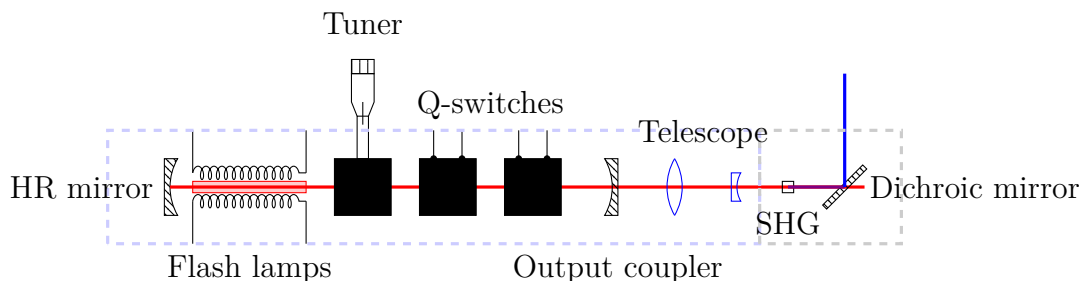 Tuner
Q-switches
Telescope
HR mirror
Dichroic mirror
SHG
Flash lamps
Output coupler